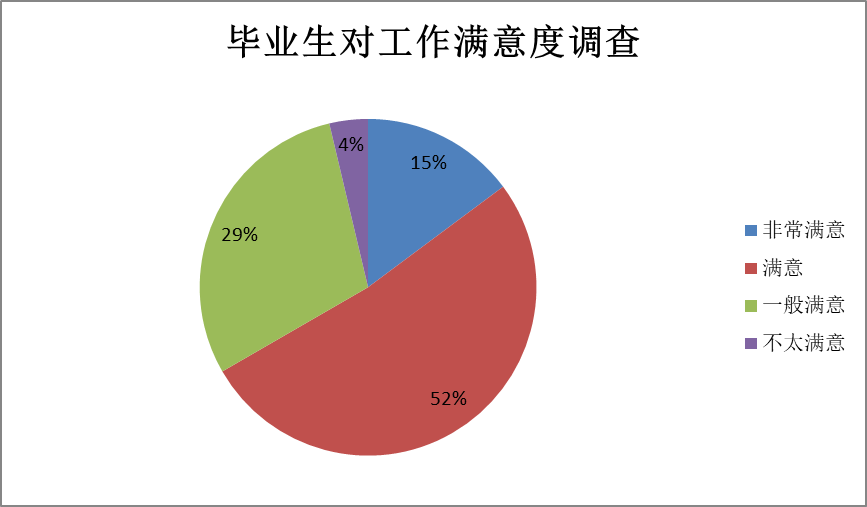 毕业生对工作满意度调查
4%
15%
29%
52%
非常满意
满意
一般满意
不太满意